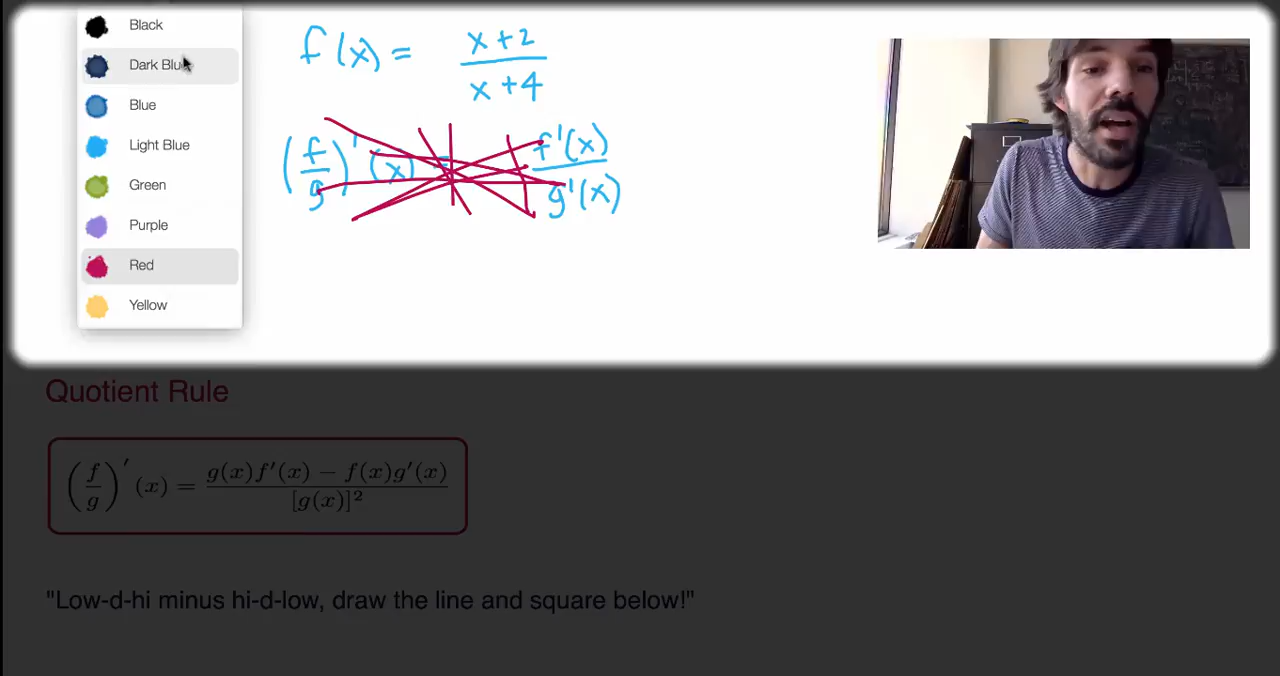 Black
Dark Blu
Blue
Light Blue
Green
Purple
Red
Yellow
f(x) = x+2
x+4
(f/g)'(x) = f'(x)
g'(x)
Quotient Rule
(f/g)'(x) = g(x)f'(x) − f(x)g'(x)
[g(x)]²
"Low-d-hi minus hi-d-low, draw the line and square below!"